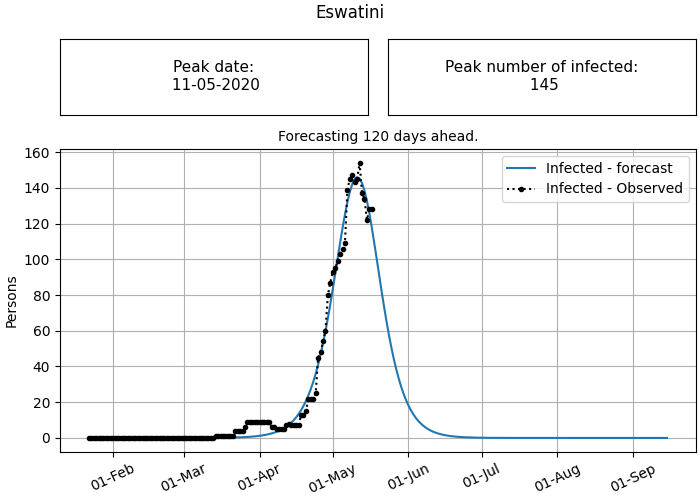 Eswatini
Peak date:
11-05-2020
Peak number of infected:
145
Forecasting 120 days ahead.
160
140
120
100
80
60
40
20
0
Persons
Infected - forecast
Infected - Observed
01-Feb
01-Mar
01-Apr
01-May
01-Jun
01-Jul
01-Aug
01-Sep